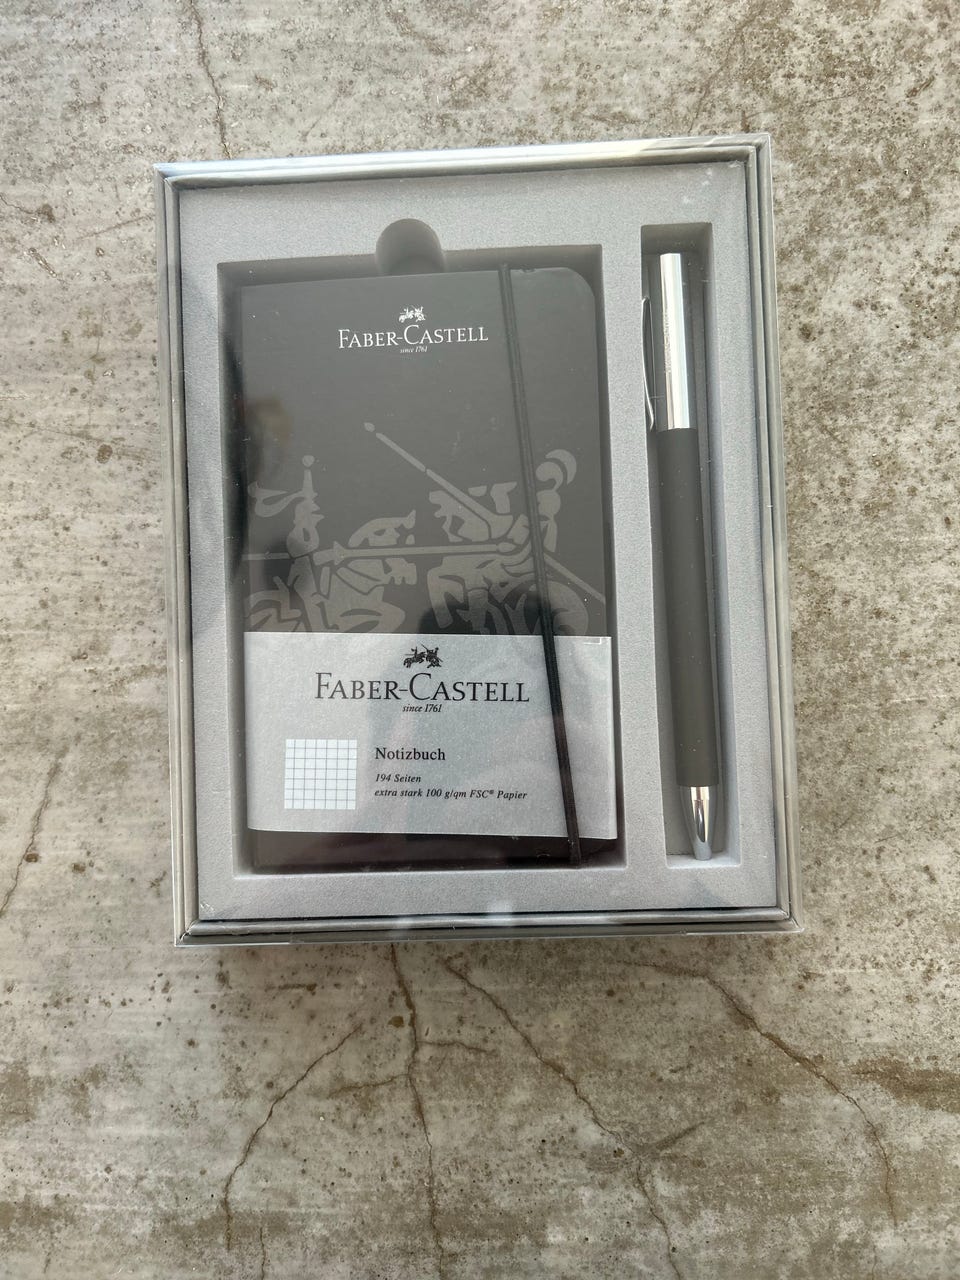 FABER-CASTELL
since 1761
FABER-CASTELL
since 1761
Notizbuch
194 Seiten
extra stark 100 g/qm FSC® Papier